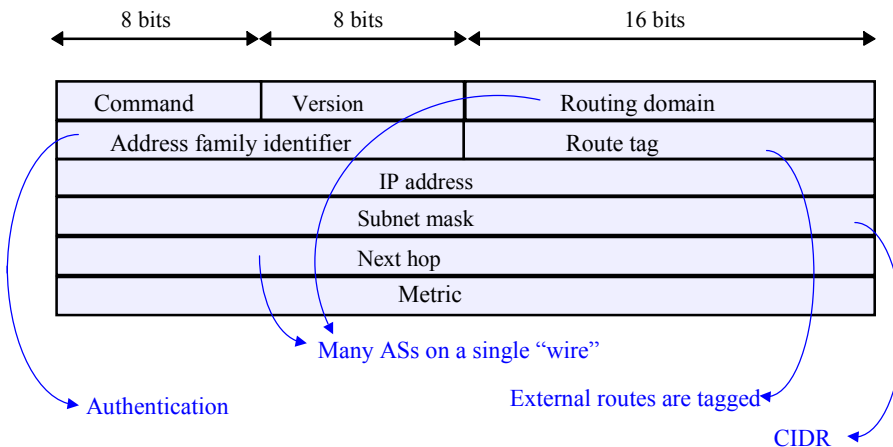 8 bits 8 bits 16 bits
Command Version Routing domain
Address family identifier Route tag
IP address
Subnet mask
Next hop
Metric
Many ASs on a single “wire”
Authentication External routes are tagged
CIDR